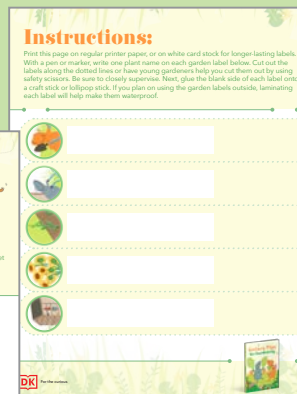 Instructions:
Print this page on regular printer paper, or on white card stock for longer-lasting labels.
With a pen or marker, write one plant name on each garden label below. Cut out the
labels along the dotted lines or have young gardeners help you cut them out by using
safety scissors. Be sure to closely supervise. Next, glue the blank side of each label onto
a craft stick or lollipop stick. If you plan on using the garden labels outside, laminating
each label will help make them waterproof.
DK For the curious